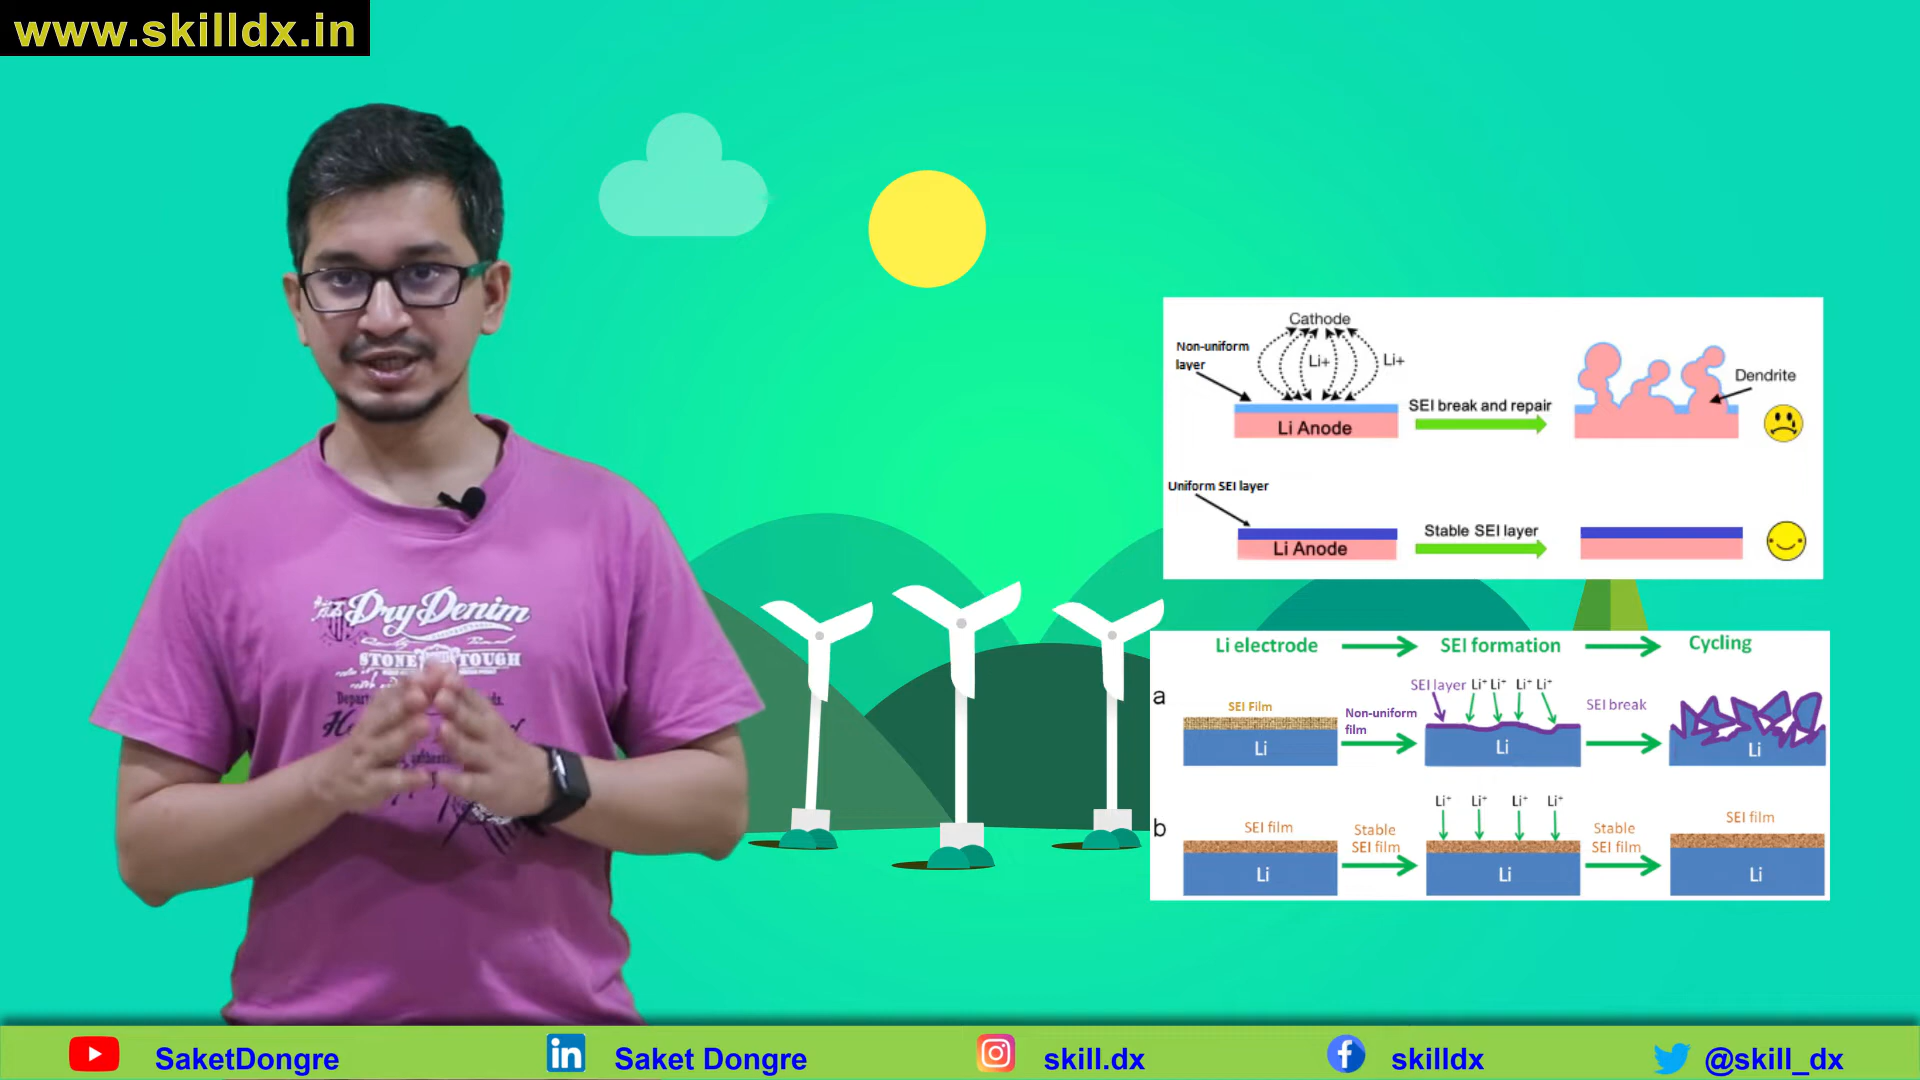 www.skilldx.in
Cathode
Non-uniform
layer
Li+
Li+
SEI break and repair
Dendrite
Li Anode
Uniform SEI layer
Stable SEI layer
Li Anode
Li electrode
SEI formation
Cycling
a
SEI Film
Non-uniform
film
SEI layer
Li⁺ Li⁺ Li⁺ Li⁺
SEI break
Li
Li
Li
b
SEI film
Stable
SEI film
Li⁺ Li⁺ Li⁺ Li⁺
Stable
SEI film
SEI film
Li
Li
Li
Dry Denim
STONE TOUGH
SaketDongre
Saket Dongre
skill.dx
skilldx
@skill_dx